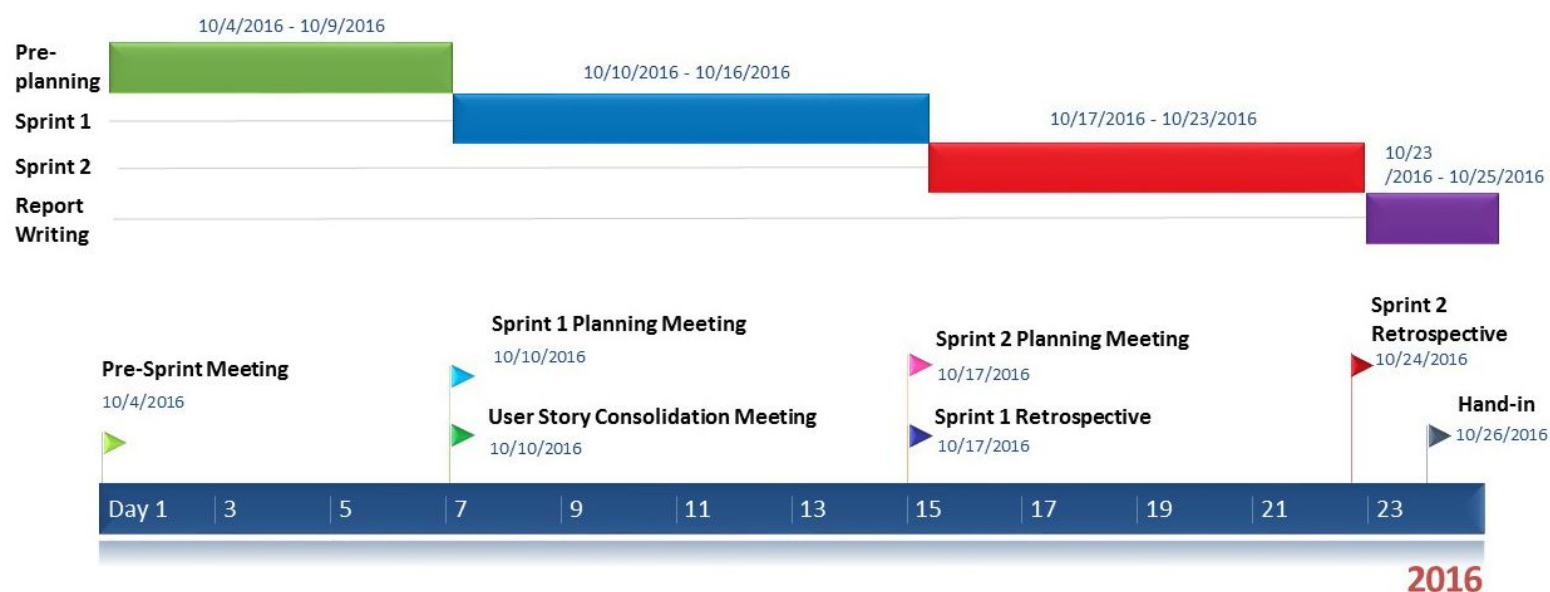 10/4/2016 - 10/9/2016
Pre-
planning
10/10/2016 - 10/16/2016
Sprint 1
10/17/2016 - 10/23/2016
Sprint 2
10/23
/2016 - 10/25/2016
Report
Writing
Sprint 2
Retrospective
10/24/2016
Sprint 1 Planning Meeting
10/10/2016
Sprint 2 Planning Meeting
10/17/2016
Pre-Sprint Meeting
10/4/2016
User Story Consolidation Meeting
10/10/2016
Sprint 1 Retrospective
10/17/2016
Hand-in
10/26/2016
Day 1 3 5 7 9 11 13 15 17 19 21 23
2016